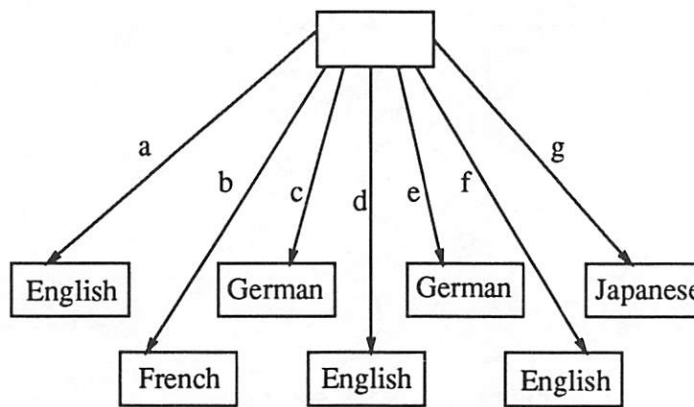 a
b
c
d
e
f
g
English
German
German
Japanese
French
English
English